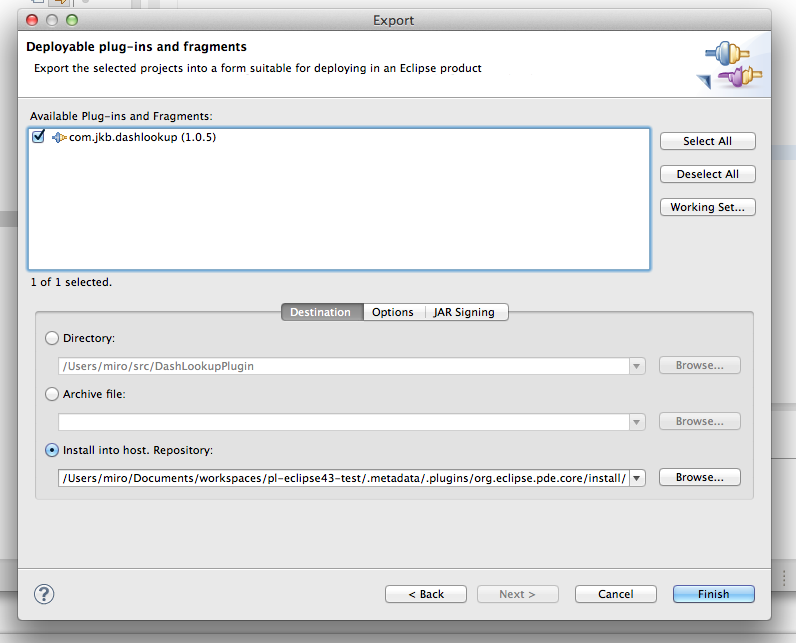 Export
Deployable plug-ins and fragments
Export the selected projects into a form suitable for deploying in an Eclipse product
Available Plug-ins and Fragments:
com.jkb.dashlookup (1.0.5)
Select All
Deselect All
Working Set...
1 of 1 selected.
Destination Options JAR Signing
Directory:
/Users/miro/src/DashLookupPlugin Browse...
Archive file:
Browse...
Install into host. Repository:
/Users/miro/Documents/workspaces/pl-eclipse43-test/.metadata/.plugins/org.eclipse.pde.core/install/ Browse...
? < Back Next > Cancel Finish